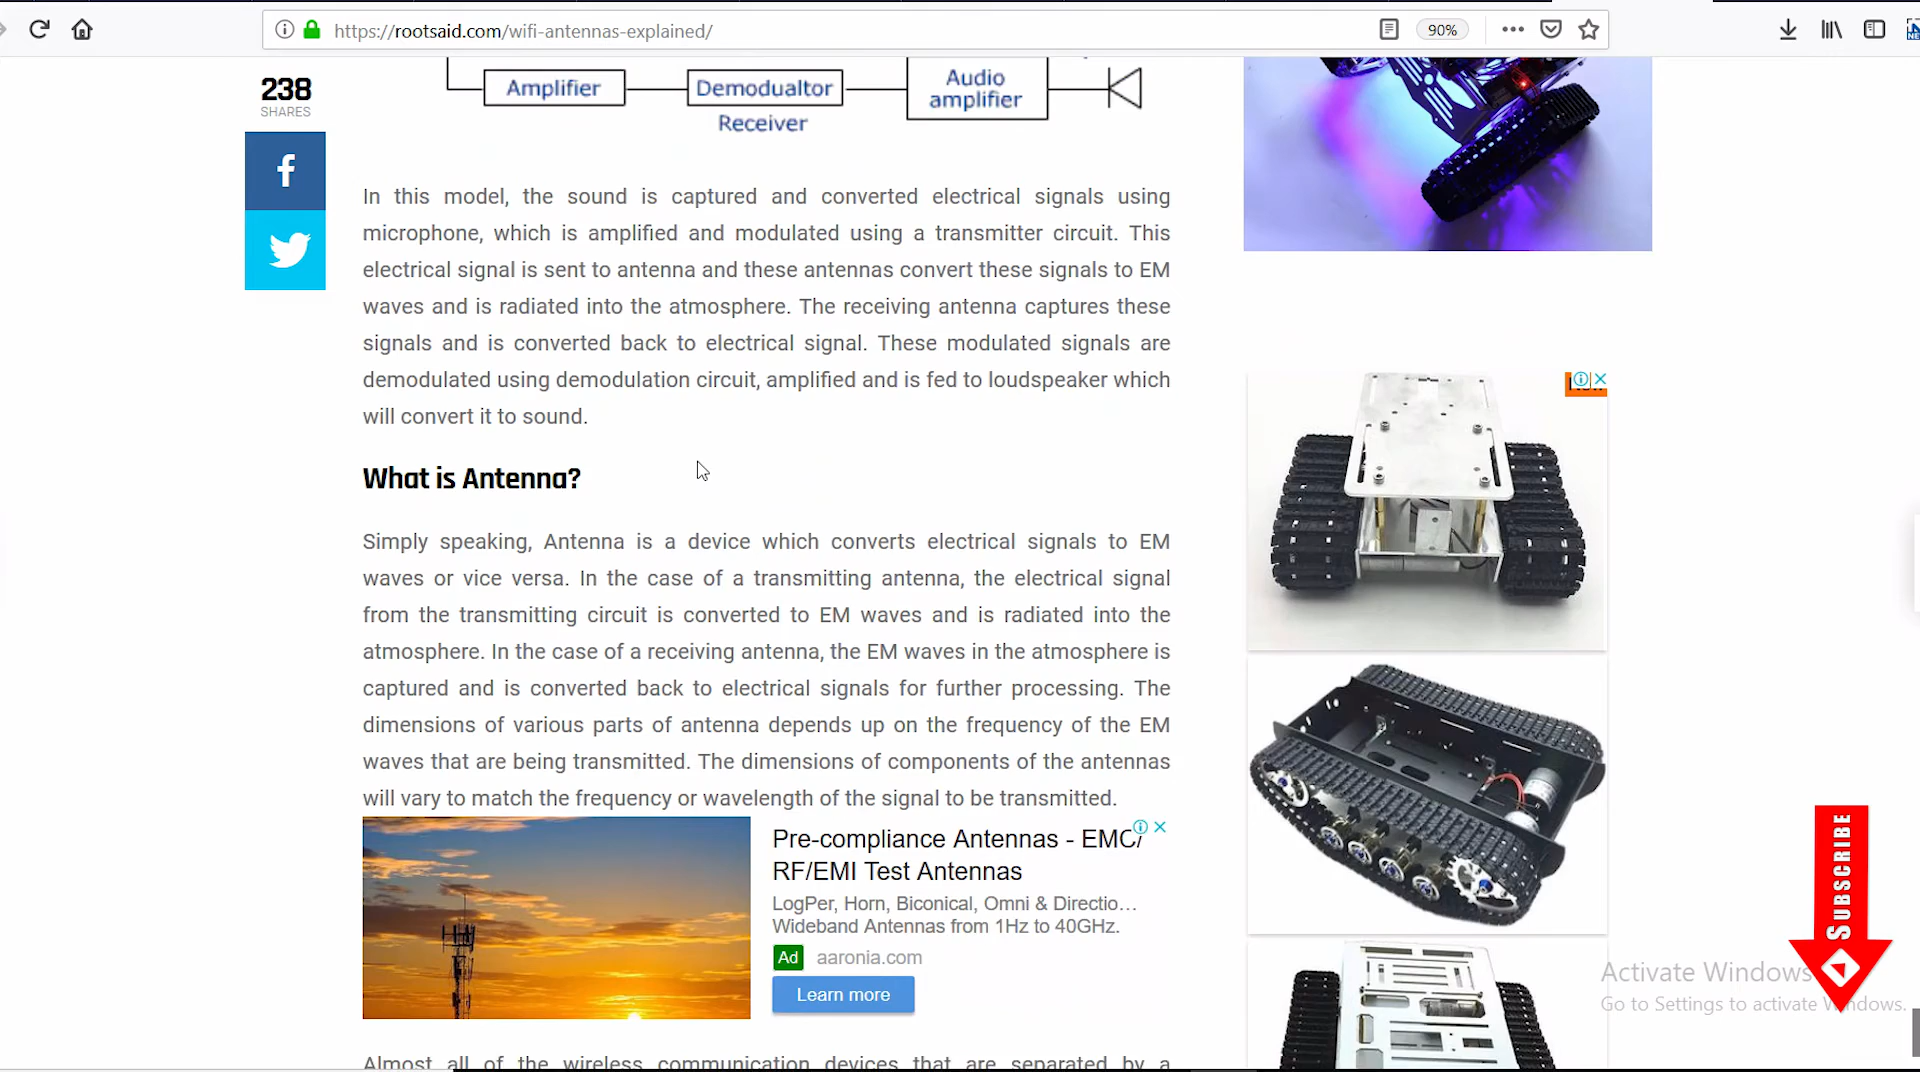 https://rootsaid.com/wifi-antennas-explained/
90%
238
SHARES
Amplifier
Demodualtor
Audio
amplifier
Receiver
In this model, the sound is captured and converted electrical signals using
microphone, which is amplified and modulated using a transmitter circuit. This
electrical signal is sent to antenna and these antennas convert these signals to EM
waves and is radiated into the atmosphere. The receiving antenna captures these
signals and is converted back to electrical signal. These modulated signals are
demodulated using demodulation circuit, amplified and is fed to loudspeaker which
will convert it to sound.
What is Antenna?
Simply speaking, Antenna is a device which converts electrical signals to EM
waves or vice versa. In the case of a transmitting antenna, the electrical signal
from the transmitting circuit is converted to EM waves and is radiated into the
atmosphere. In the case of a receiving antenna, the EM waves in the atmosphere is
captured and is converted back to electrical signals for further processing. The
dimensions of various parts of antenna depends up on the frequency of the EM
waves that are being transmitted. The dimensions of components of the antennas
will vary to match the frequency or wavelength of the signal to be transmitted.
Pre-compliance Antennas - EMC/
RF/EMI Test Antennas
LogPer, Horn, Biconical, Omni & Directio…
Wideband Antennas from 1Hz to 40GHz.
Ad aaronia.com
Learn more
Almost all of the wireless communication devices that are separated by a
SUBSCRIBE
Activate Windows
Go to Settings to activate Windows.